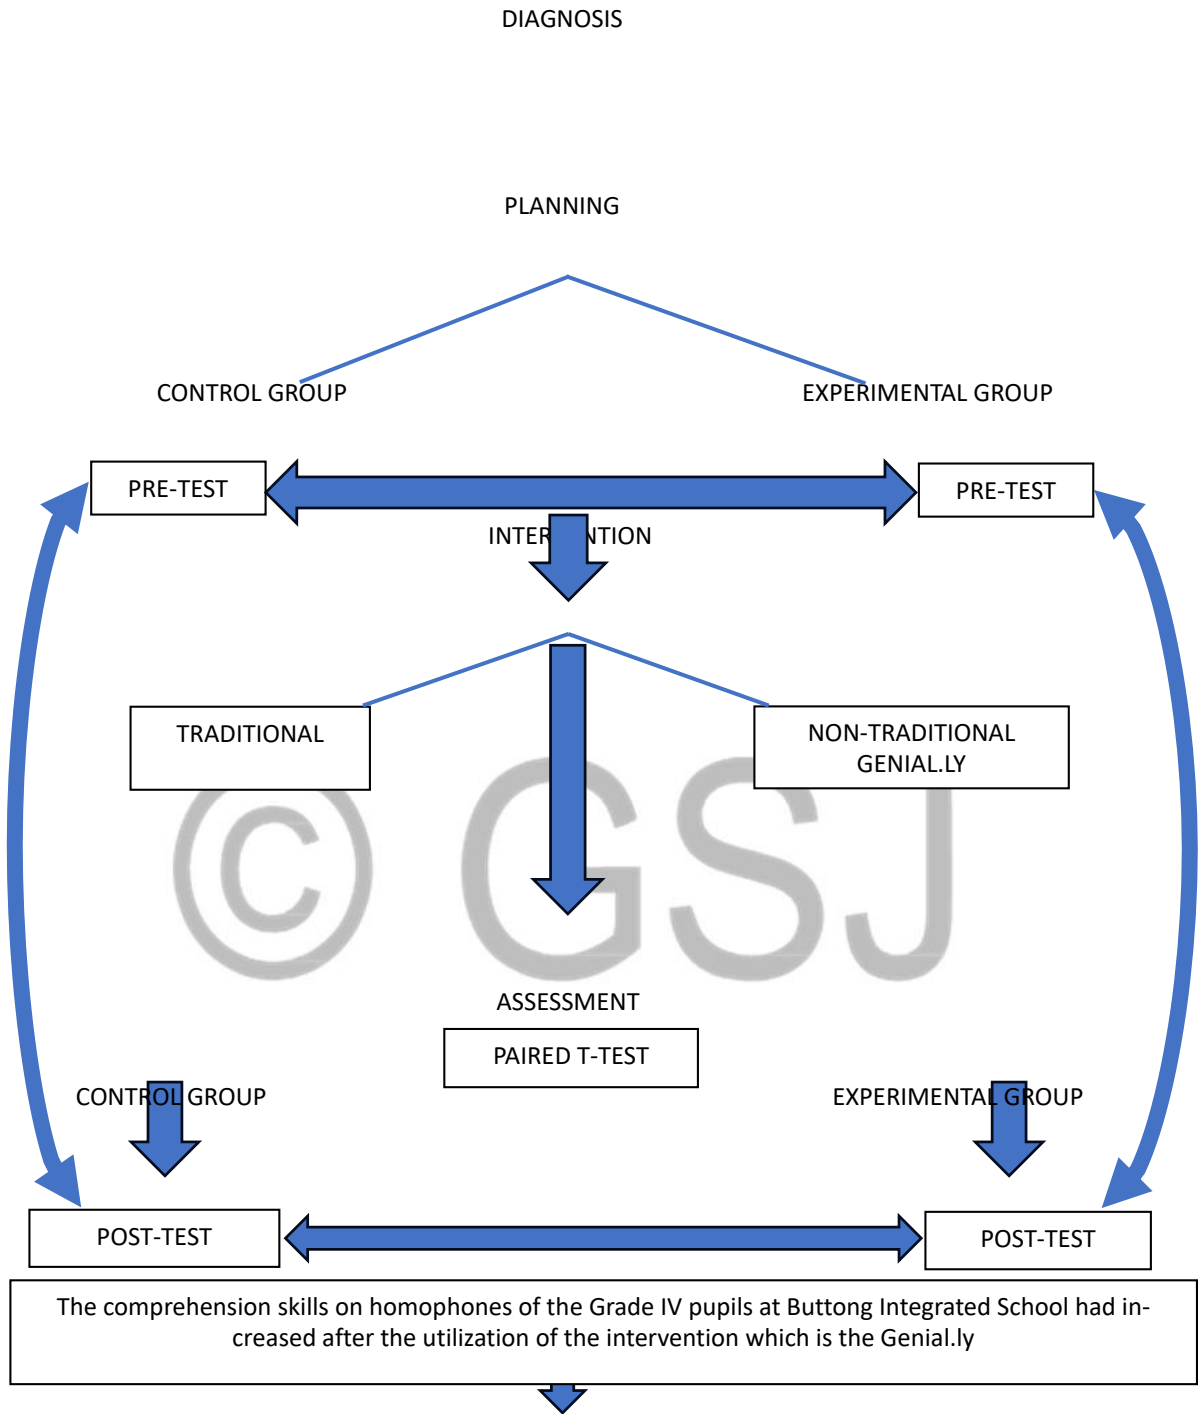 DIAGNOSIS
PLANNING
CONTROL GROUP
EXPERIMENTAL GROUP
PRE-TEST
PRE-TEST
INTERVENTION
TRADITIONAL
NON-TRADITIONAL
GENIAL.LY
© GSJ
ASSESSMENT
PAIRED T-TEST
CONTROL GROUP
EXPERIMENTAL GROUP
POST-TEST
POST-TEST
The comprehension skills on homophones of the Grade IV pupils at Buttong Integrated School had in-
creased after the utilization of the intervention which is the Genial.ly